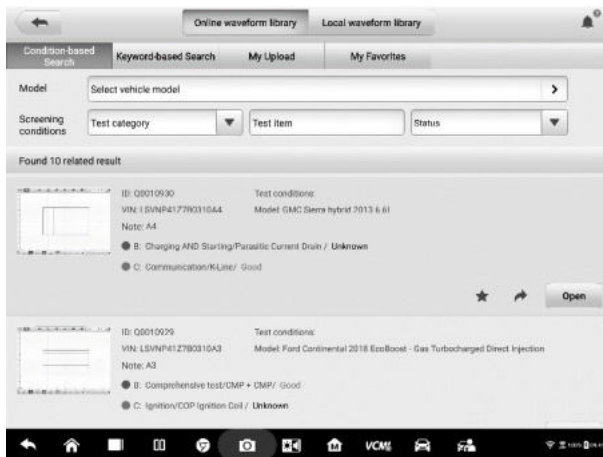 Online waveform library Local waveform library
Condition-based Search Keyword-based Search My Upload My Favorites
Model Select vehicle model
Screening conditions Test category Test item Status
Found 10 related result
ID: Q0010930 Test conditions:
VIN: LSVNP41Z780310A4 Model: GMC Sierra hybrid 2013 6.6l
Note: A4
B: Charging AND Starting/Parasitic Current Drain / Unknown
C: Communication/K-Line/ Good
Open
ID: Q0010929 Test conditions:
VIN: LSVNP41Z780310A3 Model: Ford Continental 2018 EcoBoost - Gas Turbocharged Direct Injection
Note: A3
B: Comprehensive test/CMP + CMP/ Good
C: Ignition/COP Ignition Coil / Unknown
VCMI